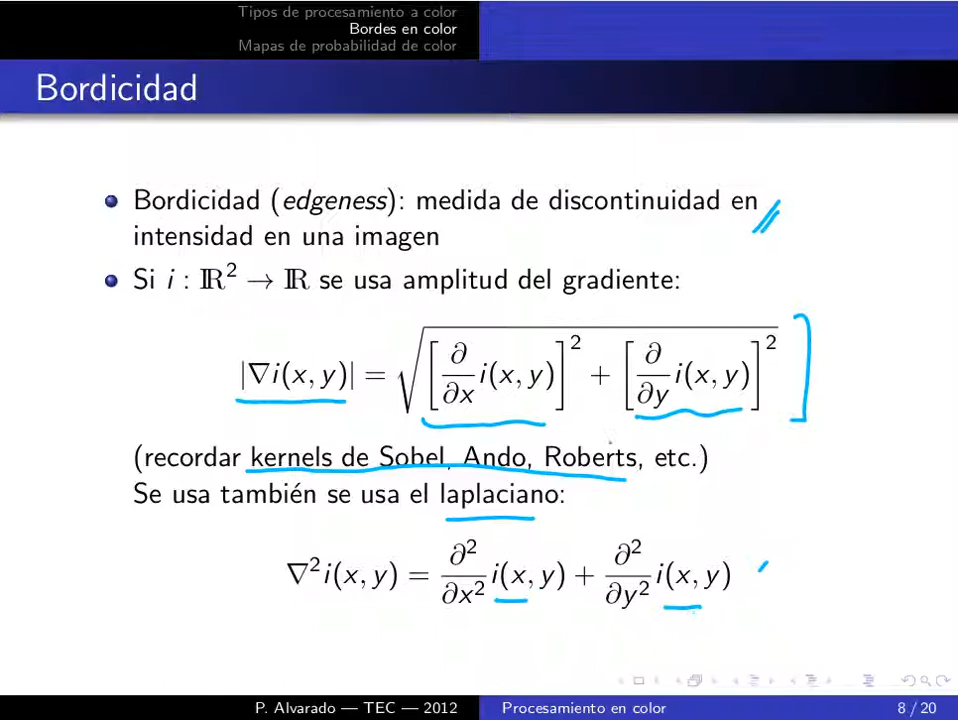 Tipos de procesamiento a color
Bordes en color
Mapas de probabilidad de color
Bordicidad
Bordicidad (edgeness): medida de discontinuidad en
intensidad en una imagen
Si i : ℝ² → ℝ se usa amplitud del gradiente:
|∇i(x, y)| = √([∂/∂x i(x, y)]² + [∂/∂y i(x, y)]²)
(recordar kernels de Sobel, Ando, Roberts, etc.)
Se usa también se usa el laplaciano:
∇²i(x, y) = ∂²/∂x² i(x, y) + ∂²/∂y² i(x, y)
P. Alvarado — TEC — 2012 Procesamiento en color 8 / 20